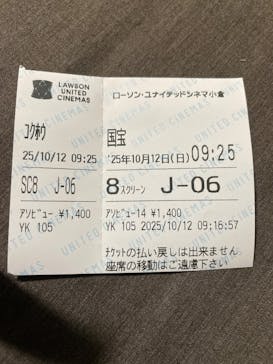 LAWSON
UNITED
CINEMAS
ローソン・ユナイテッドシネマ小倉
コクホウ
25/10/12 09:25
SC8 J-06
アソビュー ¥1,400
YK 105
国宝
'25年10月12日(日)09:25
8スクリーン J-06
アソビュー14 ¥1,400
YK 105 2025/10/12 09:16:57
チケットの払い戻しは出来ません。
座席の移動はご遠慮下さい